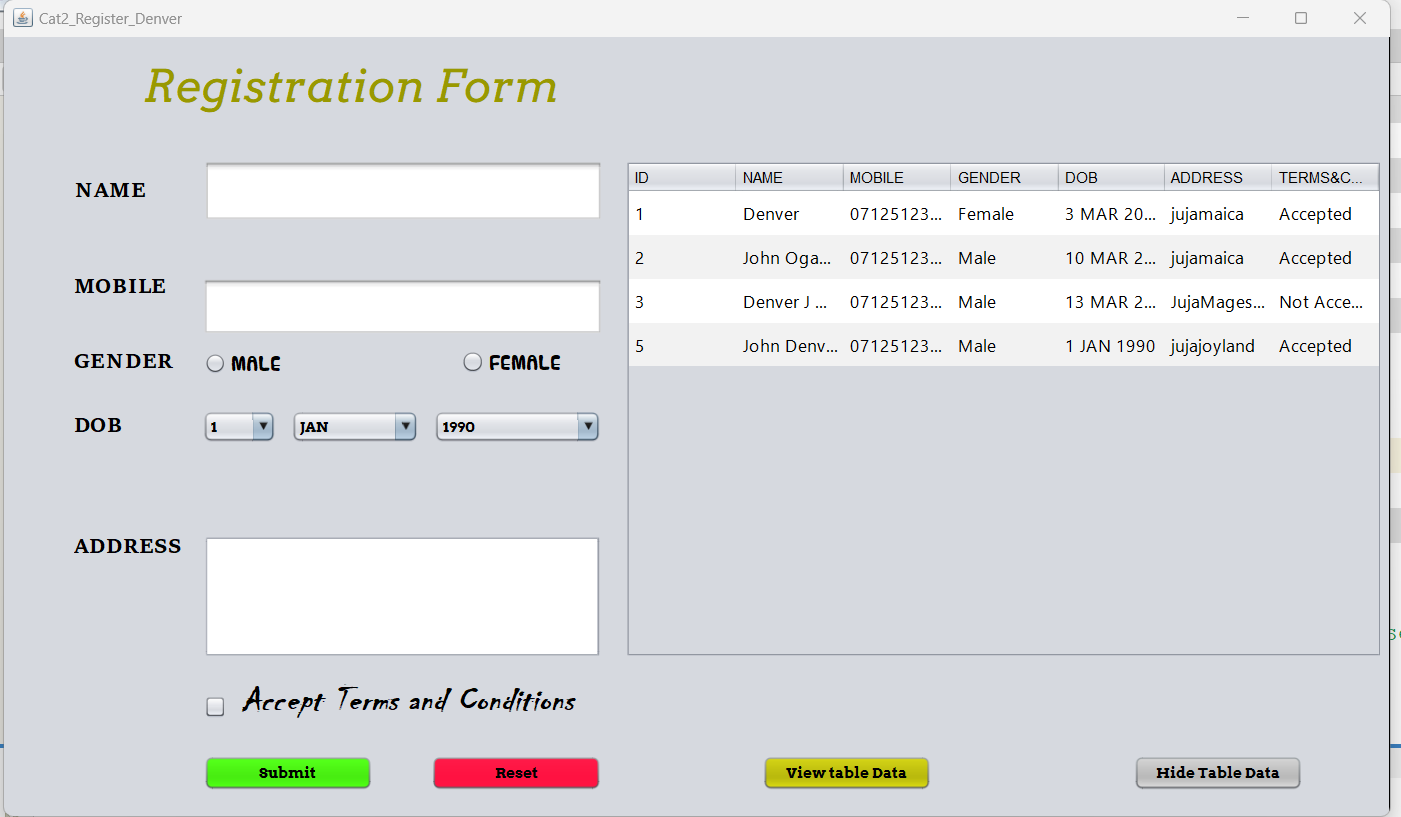 Cat2_Register_Denver
Registration Form
NAME
MOBILE
GENDER MALE FEMALE
DOB 1 JAN 1990
ADDRESS
Accept Terms and Conditions
Submit Reset
ID NAME MOBILE GENDER DOB ADDRESS TERMS&C...
1 Denver 07125123... Female 3 MAR 20... jujamaica Accepted
2 John Oga... 07125123... Male 10 MAR 2... jujamaica Accepted
3 Denver J ... 07125123... Male 13 MAR 2... JujaMages... Not Acce...
5 John Denv... 07125123... Male 1 JAN 1990 jujajoyland Accepted
View table Data Hide Table Data